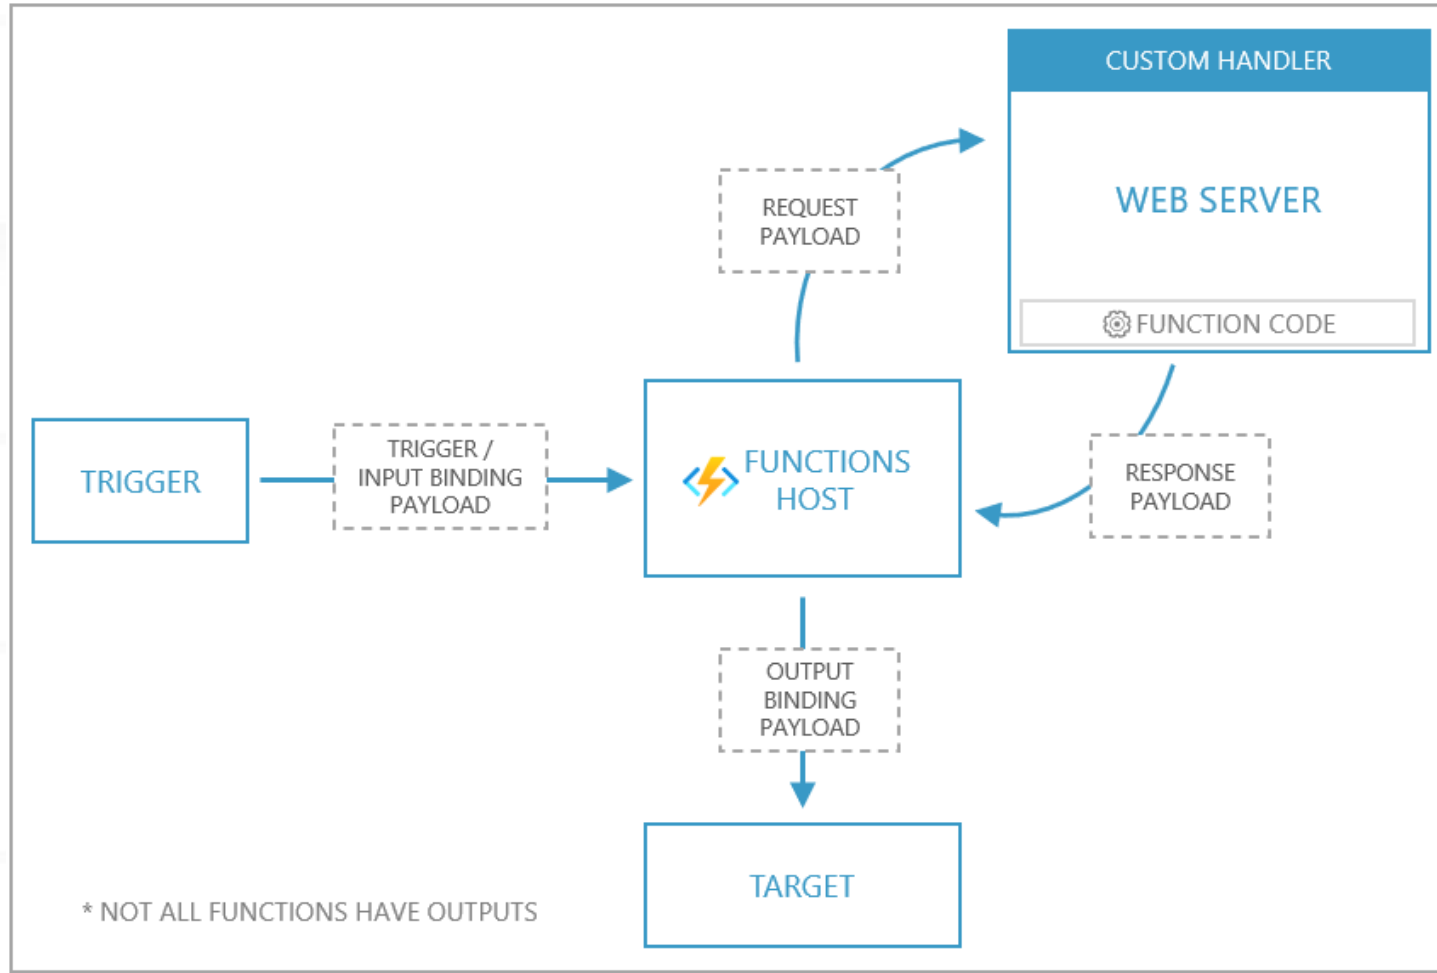 CUSTOM HANDLER
WEB SERVER
FUNCTION CODE
REQUEST
PAYLOAD
TRIGGER
TRIGGER /
INPUT BINDING
PAYLOAD
FUNCTIONS
HOST
RESPONSE
PAYLOAD
OUTPUT
BINDING
PAYLOAD
TARGET
* NOT ALL FUNCTIONS HAVE OUTPUTS